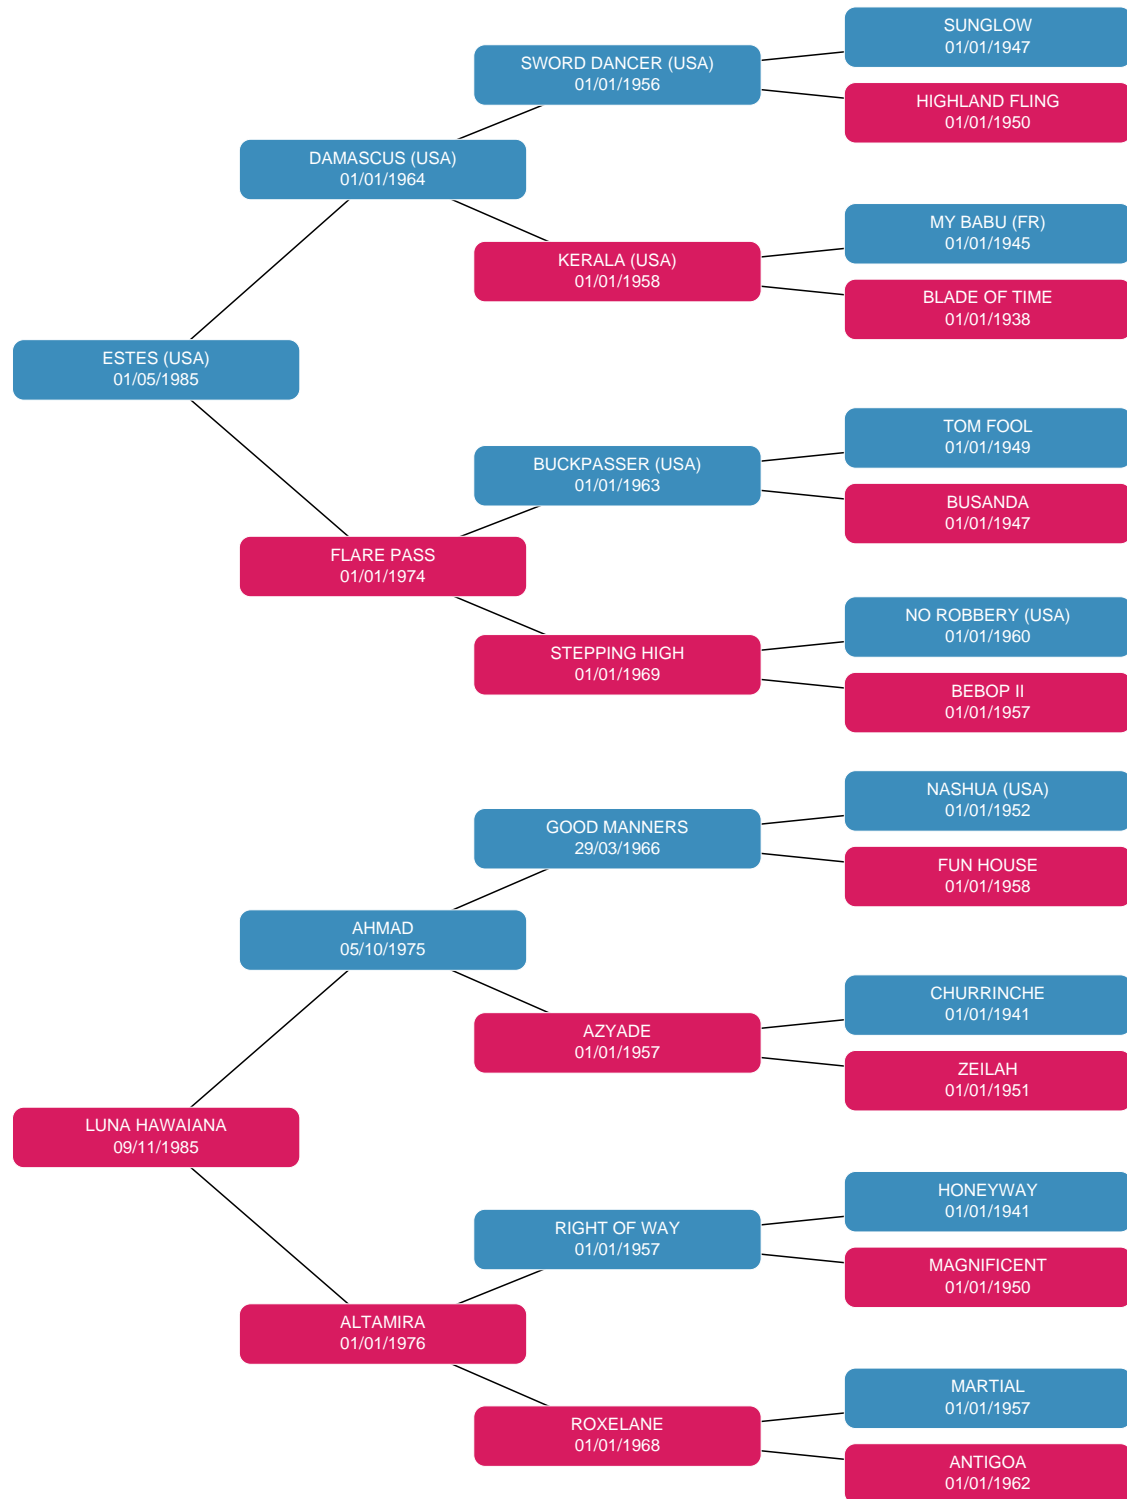 SUNGLOW
01/01/1947
SWORD DANCER (USA)
01/01/1956
HIGHLAND FLING
01/01/1950
DAMASCUS (USA)
01/01/1964
MY BABU (FR)
01/01/1945
KERALA (USA)
01/01/1958
BLADE OF TIME
01/01/1938
ESTES (USA)
01/05/1985
TOM FOOL
01/01/1949
BUCKPASSER (USA)
01/01/1963
BUSANDA
01/01/1947
FLARE PASS
01/01/1974
NO ROBBERY (USA)
01/01/1960
STEPPING HIGH
01/01/1969
BEBOP II
01/01/1957
NASHUA (USA)
01/01/1952
GOOD MANNERS
29/03/1966
FUN HOUSE
01/01/1958
AHMAD
05/10/1975
CHURRINCHE
01/01/1941
AZYADE
01/01/1957
ZEILAH
01/01/1951
LUNA HAWAIANA
09/11/1985
HONEYWAY
01/01/1941
RIGHT OF WAY
01/01/1957
MAGNIFICENT
01/01/1950
ALTAMIRA
01/01/1976
MARTIAL
01/01/1957
ROXELANE
01/01/1968
ANTIGOA
01/01/1962